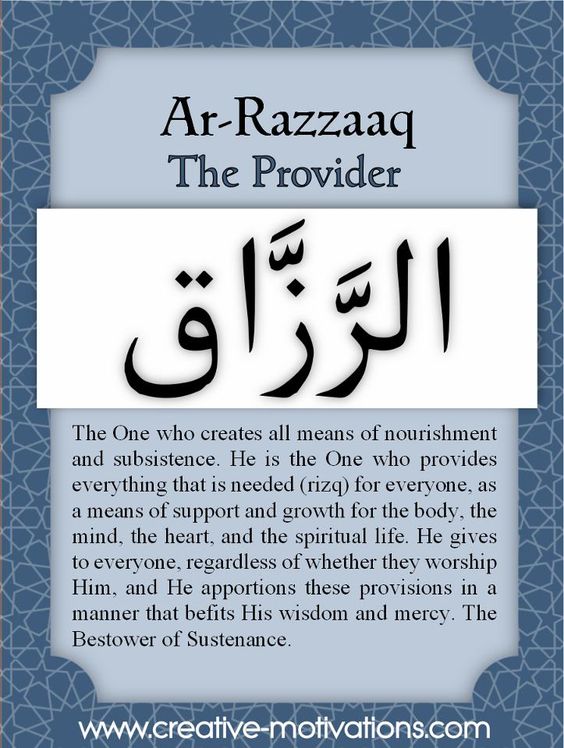 Ar-Razzaaq
The Provider
الرَّزَّاق
The One who creates all means of nourishment
and subsistence. He is the One who provides
everything that is needed (rizq) for everyone, as
a means of support and growth for the body, the
mind, the heart, and the spiritual life. He gives
to everyone, regardless of whether they worship
Him, and He apportions these provisions in a
manner that befits His wisdom and mercy. The
Bestower of Sustenance.
www.creative-motivations.com